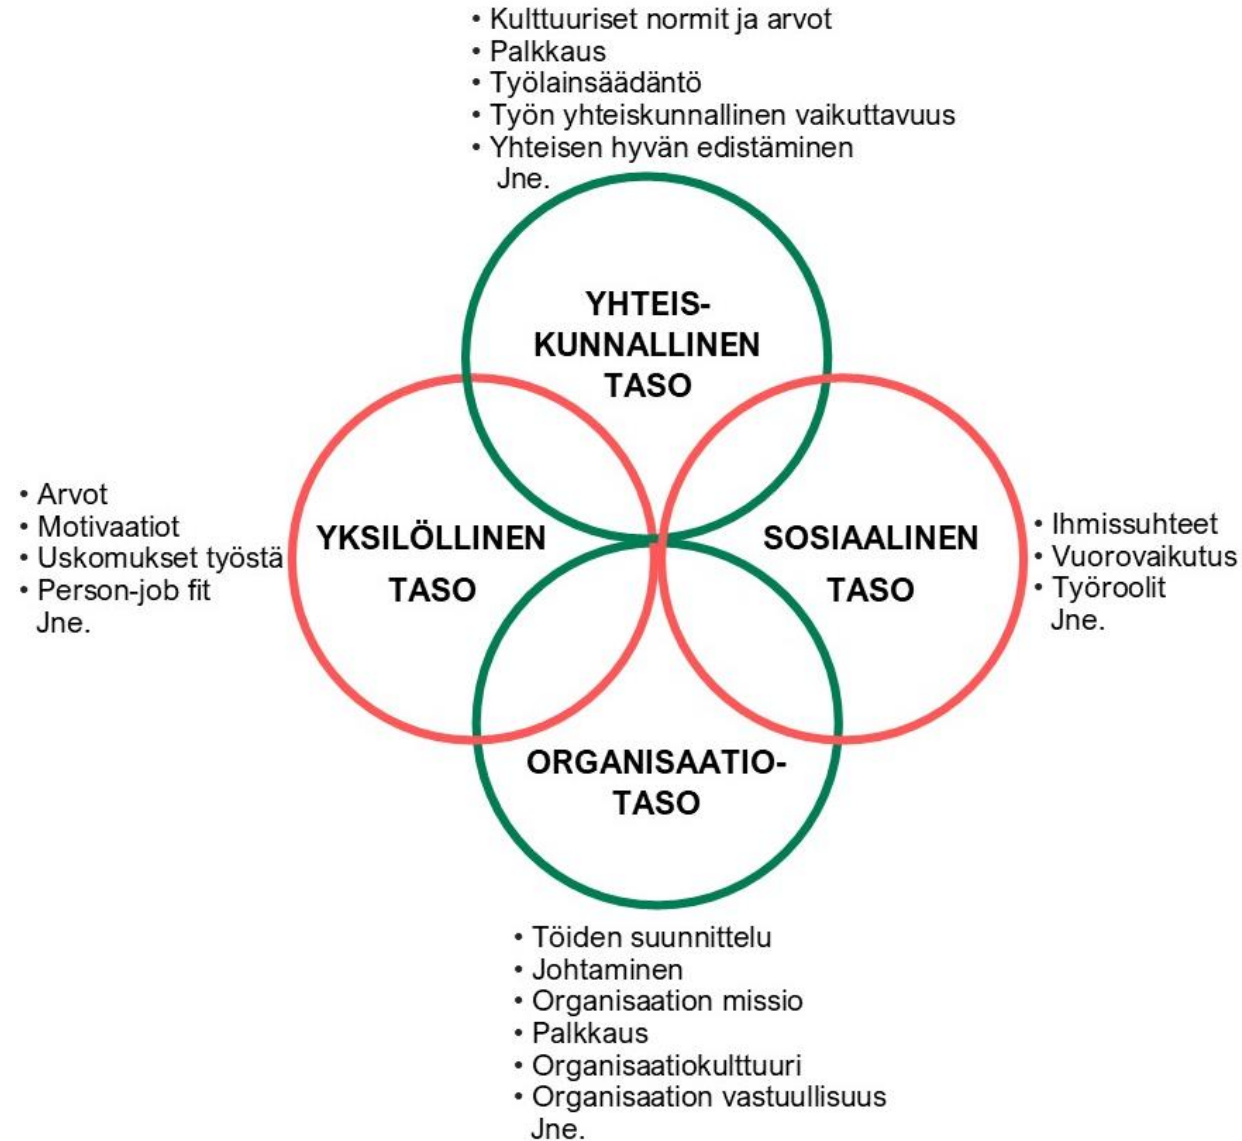 • Kulttuuriset normit ja arvot
• Palkkaus
• Työlainsäädäntö
• Työn yhteiskunnallinen vaikuttavuus
• Yhteisen hyvän edistäminen
Jne.
YHTEIS-
KUNNALLINEN
TASO
• Arvot
• Motivaatiot
• Uskomukset työstä
• Person-job fit
Jne.
YKSILÖLLINEN
TASO
SOSIAALINEN
TASO
• Ihmissuhteet
• Vuorovaikutus
• Työroolit
Jne.
ORGANISAATIO-
TASO
• Töiden suunnittelu
• Johtaminen
• Organisaation missio
• Palkkaus
• Organisaatiokulttuuri
• Organisaation vastuullisuus
Jne.